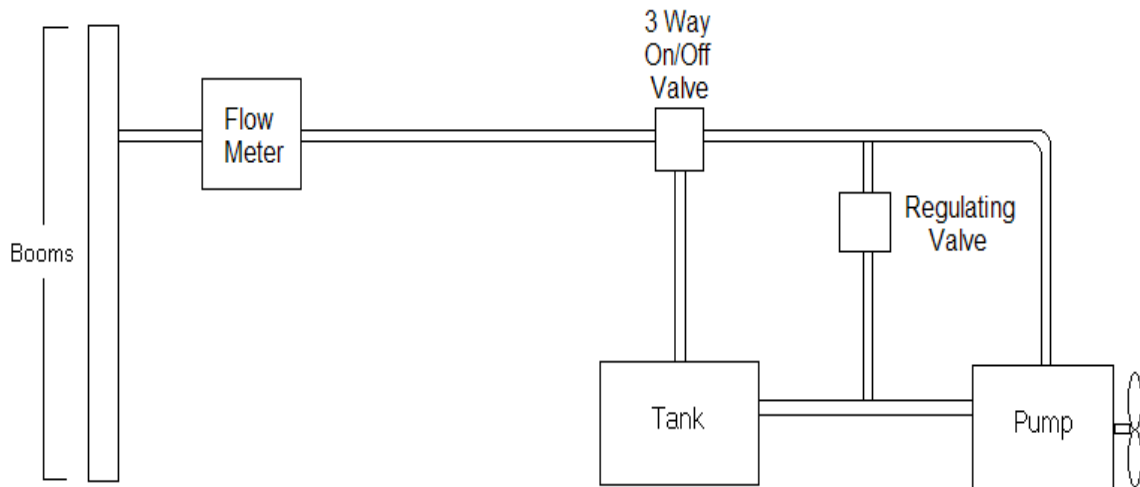 3 Way
On/Off
Valve
Flow
Meter
Regulating
Valve
Booms
Tank
Pump